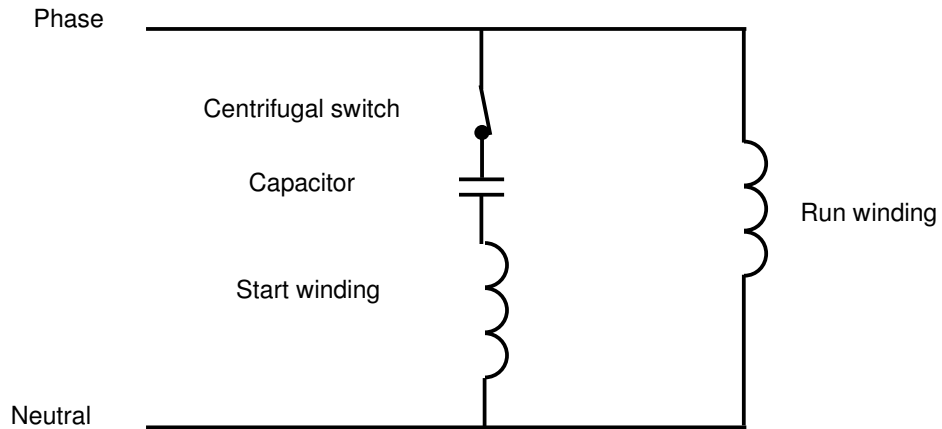 Phase
Centrifugal switch
Capacitor
Run winding
Start winding
Neutral